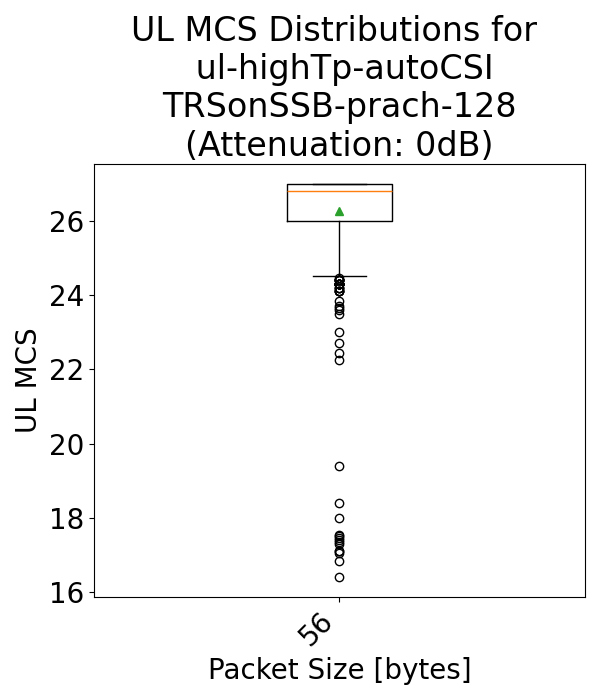 UL MCS Distributions for
ul-highTp-autoCSI
TRSonSSB-prach-128
(Attenuation: 0dB)
26
24
22
20
18
16
UL MCS
56
Packet Size [bytes]